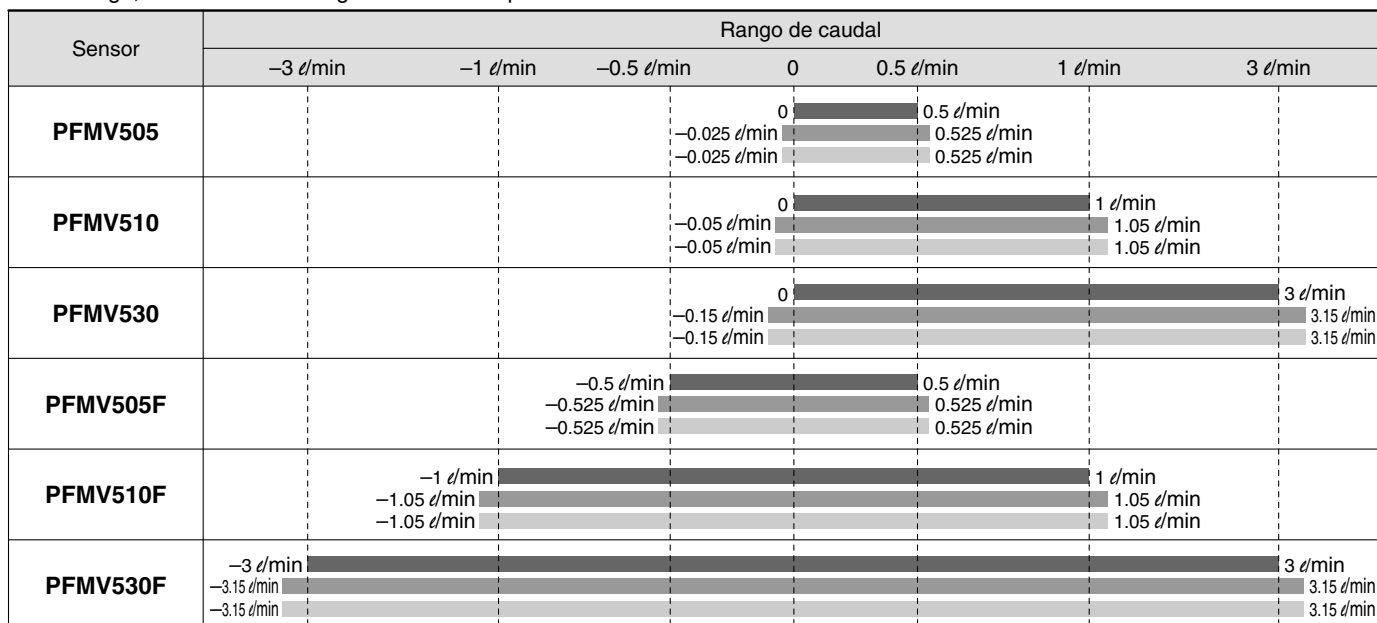 Sensor
Rango de caudal
–3 ℓ/min –1 ℓ/min –0.5 ℓ/min 0 0.5 ℓ/min 1 ℓ/min 3 ℓ/min
PFMV505
0 0.5 ℓ/min
–0.025 ℓ/min 0.525 ℓ/min
–0.025 ℓ/min 0.525 ℓ/min
PFMV510
0 1 ℓ/min
–0.05 ℓ/min 1.05 ℓ/min
–0.05 ℓ/min 1.05 ℓ/min
PFMV530
0 3 ℓ/min
–0.15 ℓ/min 3.15 ℓ/min
–0.15 ℓ/min 3.15 ℓ/min
PFMV505F
–0.5 ℓ/min 0.5 ℓ/min
–0.525 ℓ/min 0.525 ℓ/min
–0.525 ℓ/min 0.525 ℓ/min
PFMV510F
–1 ℓ/min 1 ℓ/min
–1.05 ℓ/min 1.05 ℓ/min
–1.05 ℓ/min 1.05 ℓ/min
PFMV530F
–3 ℓ/min 3 ℓ/min
–3.15 ℓ/min 3.15 ℓ/min
–3.15 ℓ/min 3.15 ℓ/min